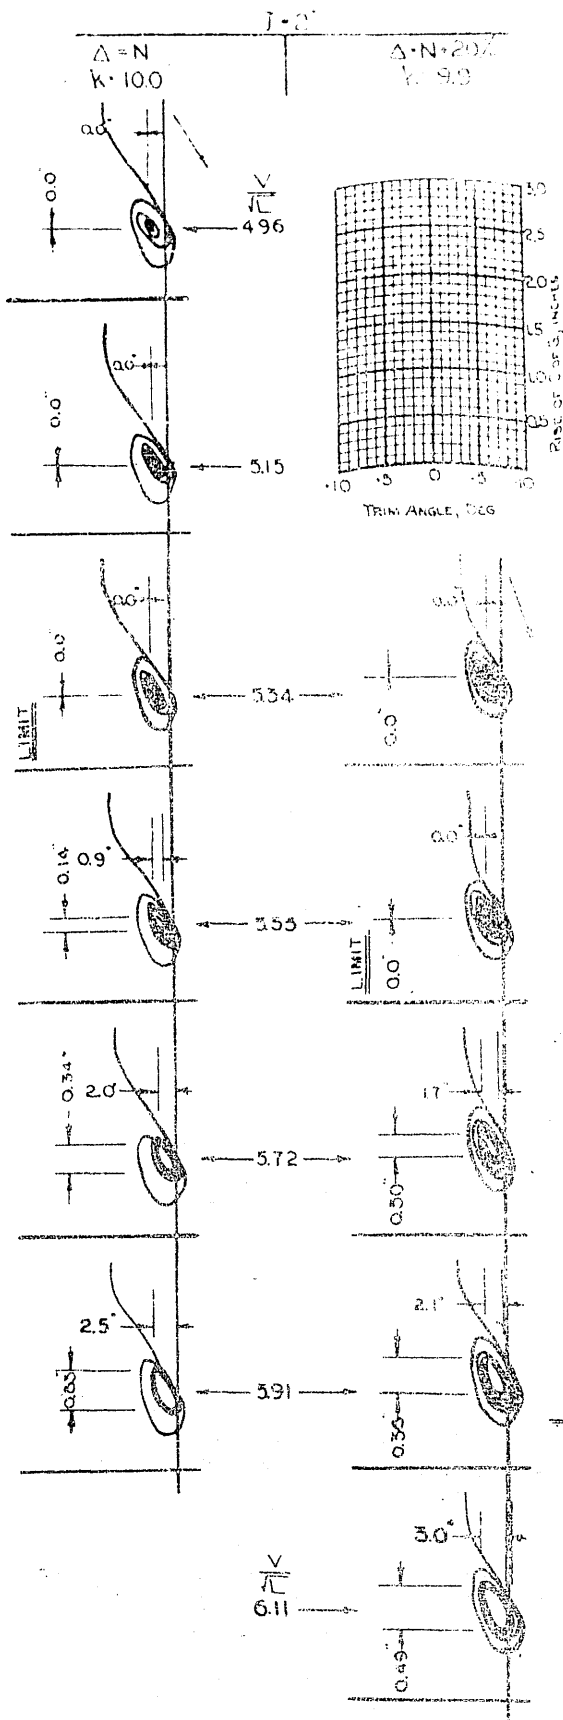 Δ = N
Δ·N+20%
k·10.0
k 9.0
0.0°
0.0"
V
√L
4.96
3.0
2.5
2.0
1.5
1.0
0.5
RISE OF C OF G, INCHES
·10 ·5 0 ·5 10
TRIM ANGLE, DEG
0.0°
0.0"
5.15
0.0°
0.0"
LIMIT
5.34
0.0°
0.0"
0.9°
0.14"
5.53
0.0°
0.0"
LIMIT
2.0°
0.34"
5.72
1.7°
0.30"
2.5°
5.91
2.1°
3.0°
V
√L
6.11
0.49"